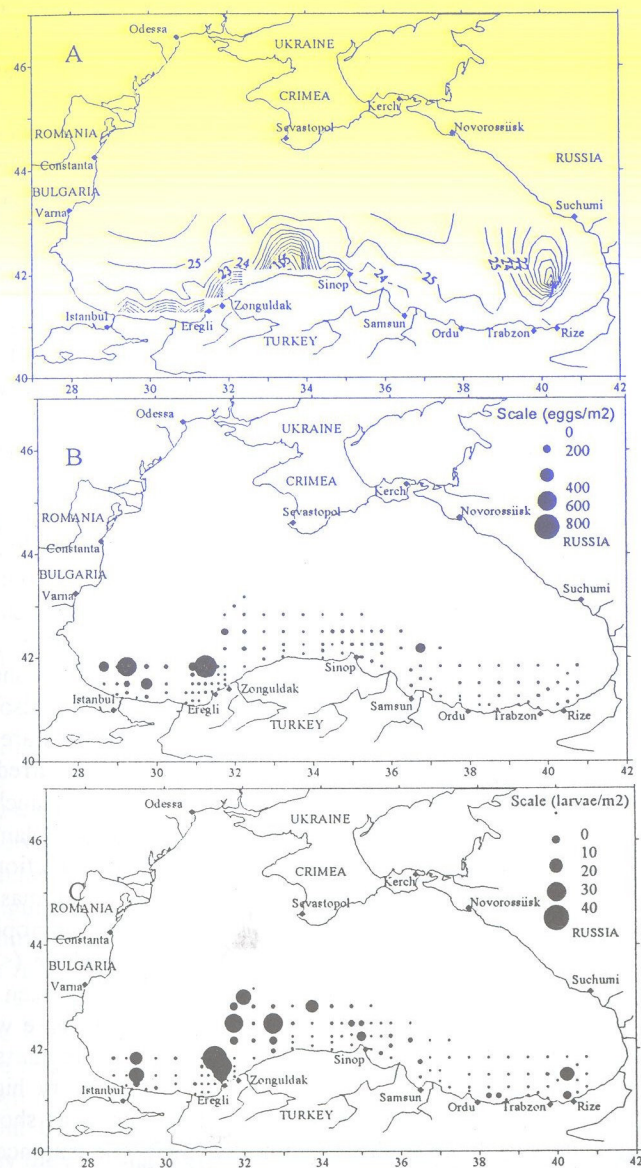 A
Odessa
UKRAINE
46
CRIMEA
Kerch
ROMANIA
Sevastopol
Novorossiisk
Constanta
RUSSIA
44
BULGARIA
Varna
Suchumi
25
24
23
24
25
42
Sinop
Zonguldak
Istanbul
Eregli
Samsun
Ordu
Trabzon
Rize
TURKEY
40
28 30 32 34 36 38 40 42
Odessa
Scale (eggs/m2)
0
UKRAINE
200
46
B
400
CRIMEA
Kerch
600
ROMANIA
Sevastopol
Novorossiisk
800
Constanta
RUSSIA
44
BULGARIA
Varna
Suchumi
42
Sinop
Zonguldak
Istanbul
Eregli
Samsun
Ordu
Trabzon
Rize
TURKEY
40
28 30 32 34 36 38 40 42
Scale (larvae/m2)
Odessa
UKRAINE
0
46
10
CRIMEA
20
C
Kerch
30
ROMANIA
Sevastopol
Novorossiisk
40
Constanta
RUSSIA
44
BULGARIA
Varna
Suchumi
42
Sinop
Zonguldak
Istanbul
Eregli
Samsun
Ordu
Trabzon
Rize
TURKEY
40
28 30 32 34 36 38 40 42